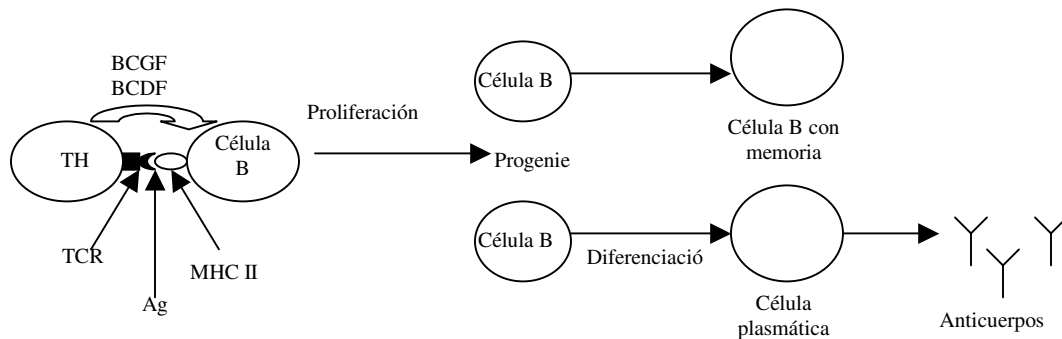 BCGF
BCDF
TH
Célula
B
TCR
Ag
MHC II
Proliferación
Progenie
Célula B
Célula B con
memoria
Célula B
Diferenciació
Célula
plasmática
Anticuerpos